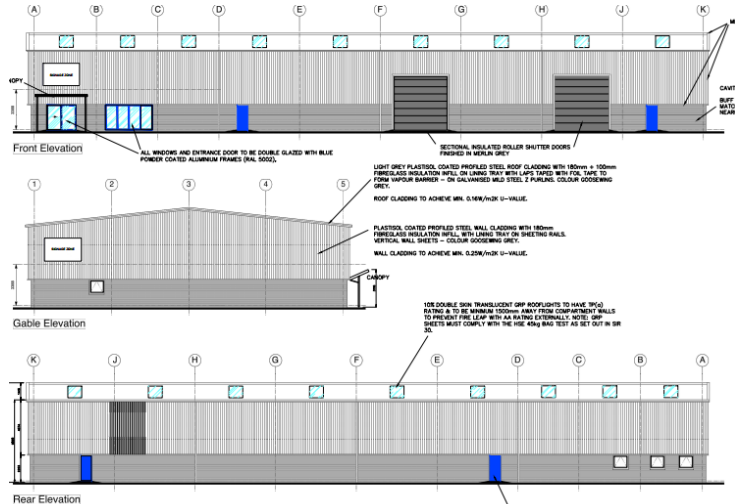 A B C D E F G H J K
SIGNAGE ZONE
CAVIT
BUFF
MATC
NEAR
ALL WINDOWS AND ENTRANCE DOOR TO BE DOUBLE GLAZED WITH BLUE
POWDER COATED ALUMINIUM FRAMES (RAL 5002),
SECTIONAL INSULATED ROLLER SHUTTER DOORS
FINISHED IN MERLIN GREY
Front Elevation
LIGHT GREY PLASTISOL COATED PROFILED STEEL ROOF CLADDING WITH 180mm + 100mm
FIBREGLASS INSULATION INFILL ON LINING TRAY WITH LAPS TAPED WITH FOIL TAPE TO
FORM VAPOUR BARRIER - ON GALVANISED MILD STEEL Z PURLINS. COLOUR GOOSEWING
GREY.
ROOF CLADDING TO ACHIEVE MIN. 0.16W/m2K U-VALUE.
1 2 3 4 5
SIGNAGE ZONE
PLASTISOL COATED PROFILED STEEL WALL CLADDING WITH 180mm
FIBREGLASS INSULATION INFILL, WITH LINING TRAY ON SHEETING RAILS.
VERTICAL WALL SHEETS - COLOUR GOOSEWING GREY.
WALL CLADDING TO ACHIEVE MIN. 0.25W/m2K U-VALUE.
CANOPY
Gable Elevation
10% DOUBLE SKIN TRANSLUCENT GRP ROOFLIGHTS TO HAVE TP(a)
RATING & TO BE MINIMUM 1500mm AWAY FROM COMPARTMENT WALLS
TO PREVENT FIRE LEAP WITH AA RATING EXTERNALLY. NOTE: GRP
SHEETS MUST COMPLY WITH THE HSE 45kg BAG TEST AS SET OUT IN SIR
30.
K J H G F E D C B A
Rear Elevation